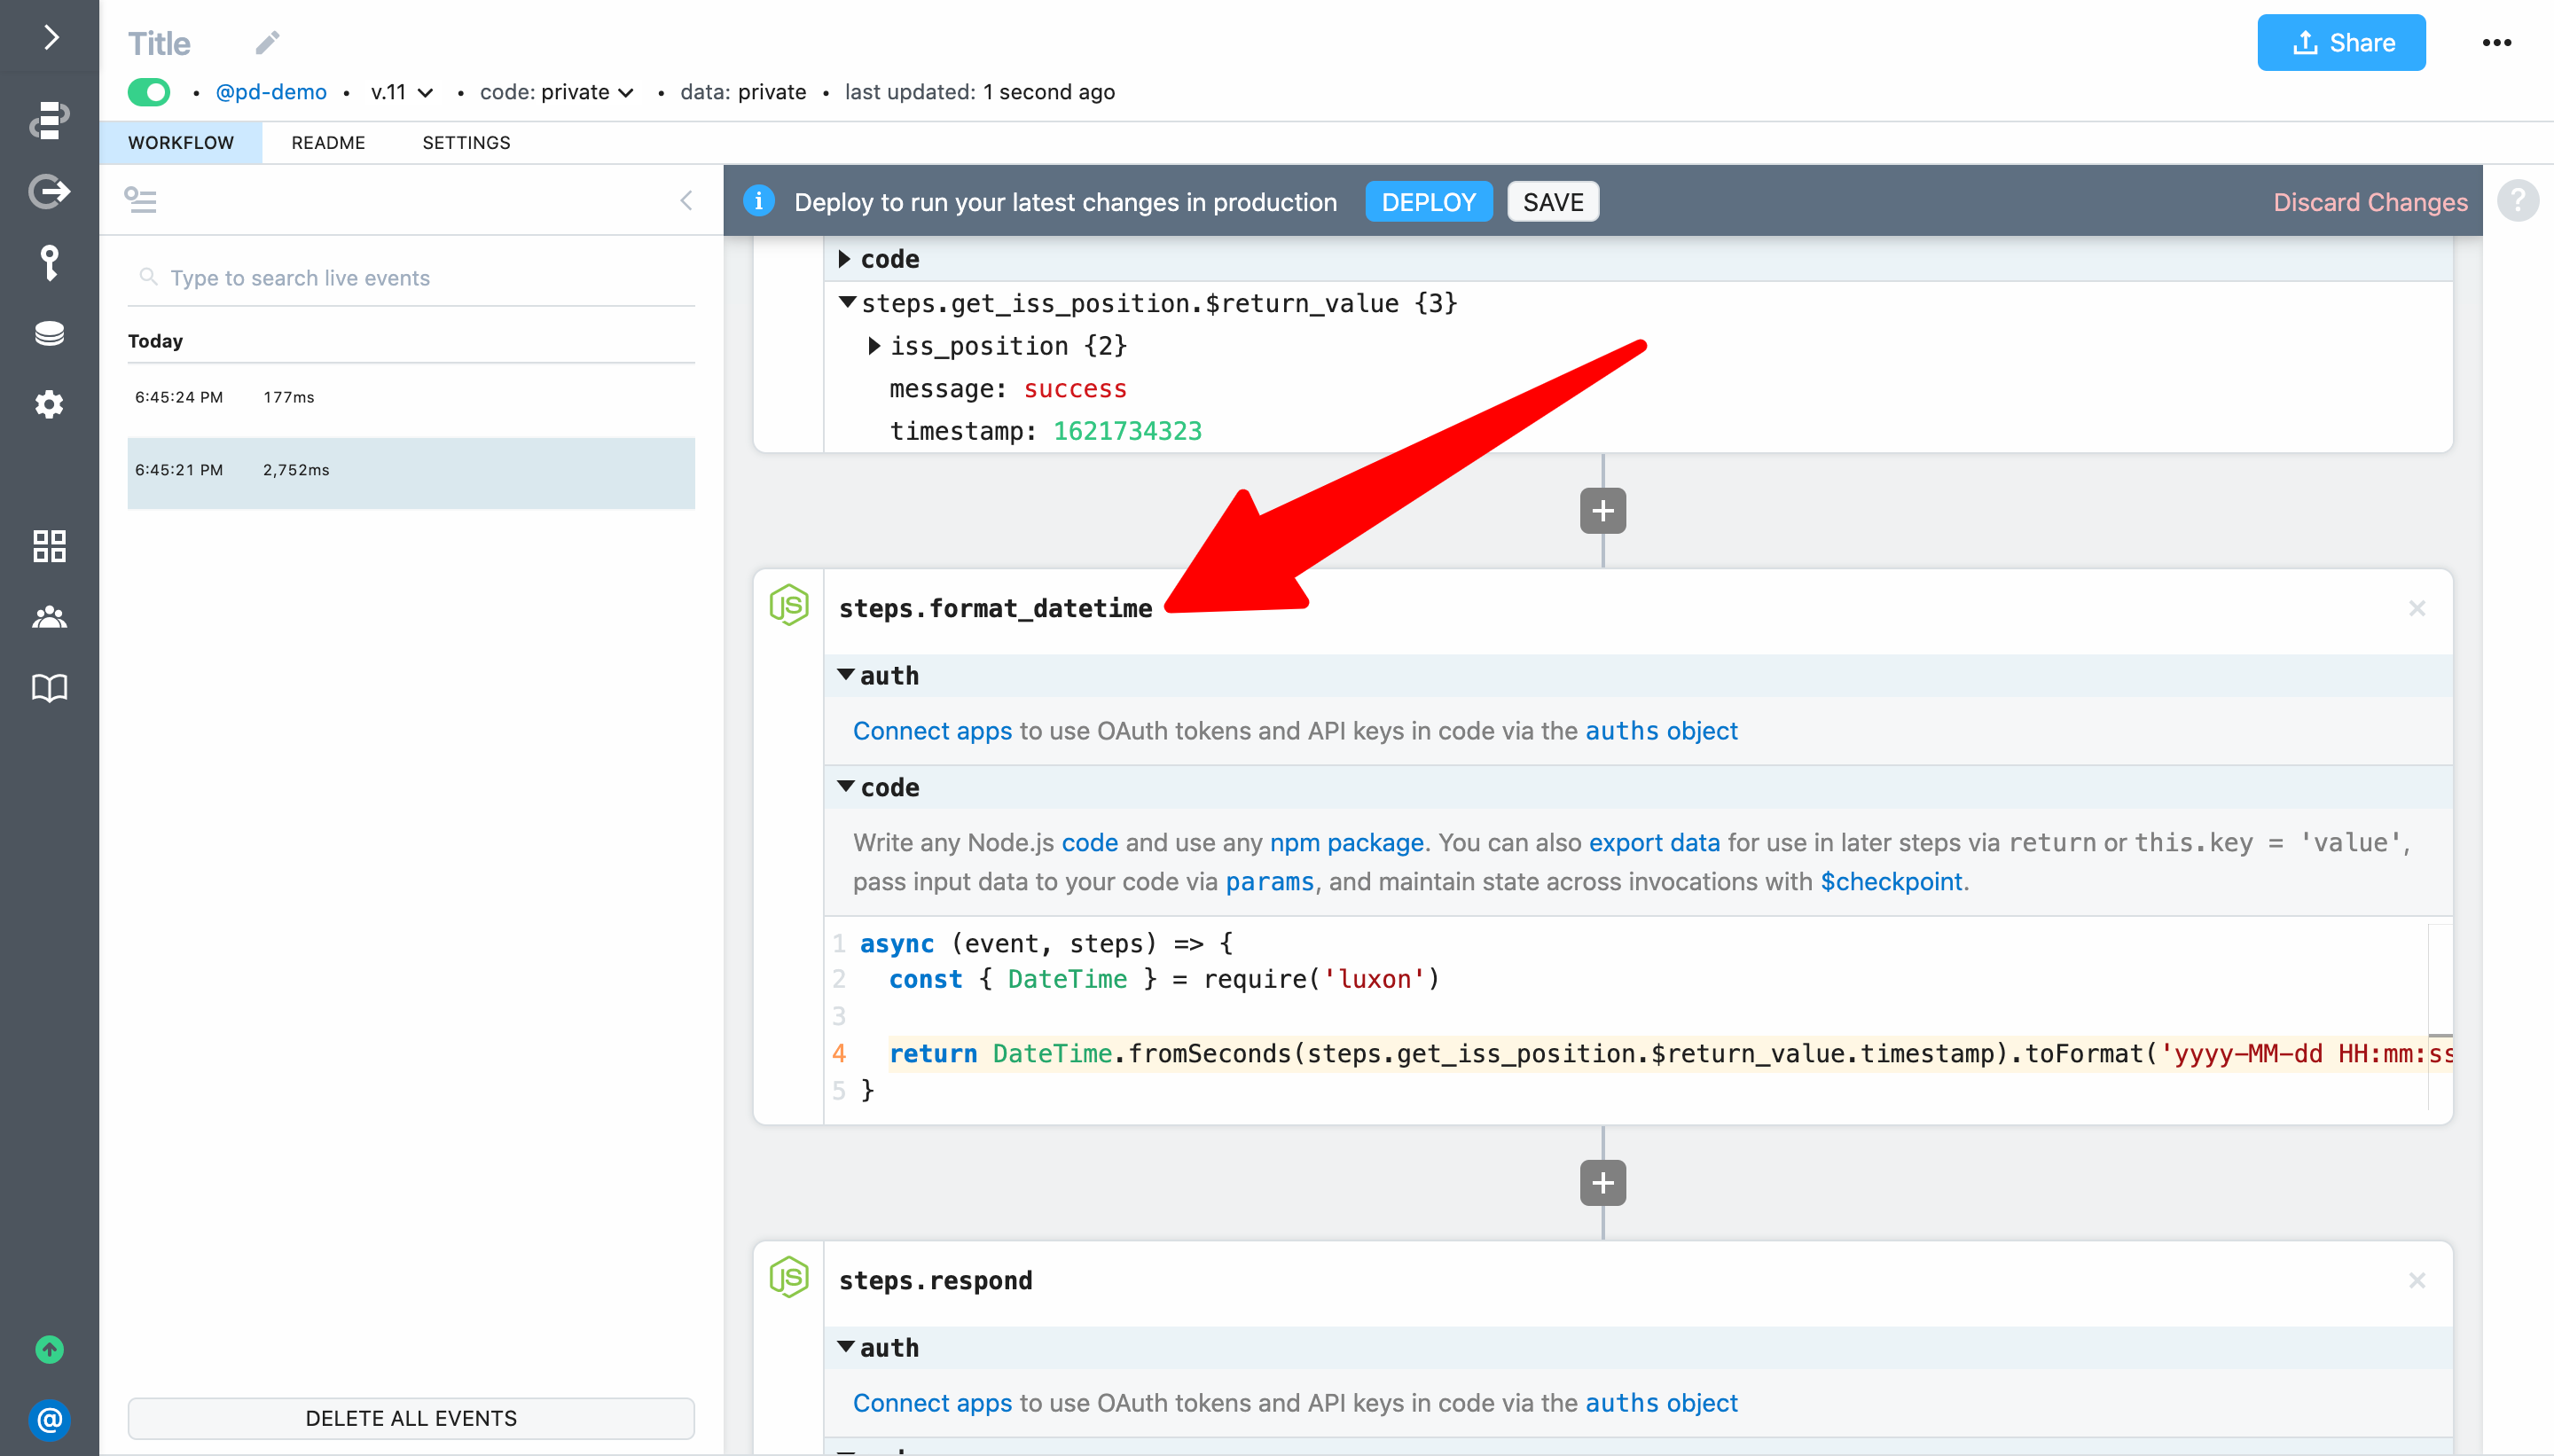 Title
Share
• @pd-demo • v.11 • code: private • data: private • last updated: 1 second ago
WORKFLOW README SETTINGS
Deploy to run your latest changes in production DEPLOY SAVE Discard Changes
?
Type to search live events
Today
6:45:24 PM 177ms
6:45:21 PM 2,752ms
DELETE ALL EVENTS
@
code
steps.get_iss_position.$return_value {3}
iss_position {2}
message: success
timestamp: 1621734323
JS
steps.format_datetime
auth
Connect apps to use OAuth tokens and API keys in code via the auths object
code
Write any Node.js code and use any npm package. You can also export data for use in later steps via return or this.key = 'value',
pass input data to your code via params, and maintain state across invocations with $checkpoint.
1 async (event, steps) => {
2 const { DateTime } = require('luxon')
3
4 return DateTime.fromSeconds(steps.get_iss_position.$return_value.timestamp).toFormat('yyyy-MM-dd HH:mm:ss
5 }
JS
steps.respond
auth
Connect apps to use OAuth tokens and API keys in code via the auths object